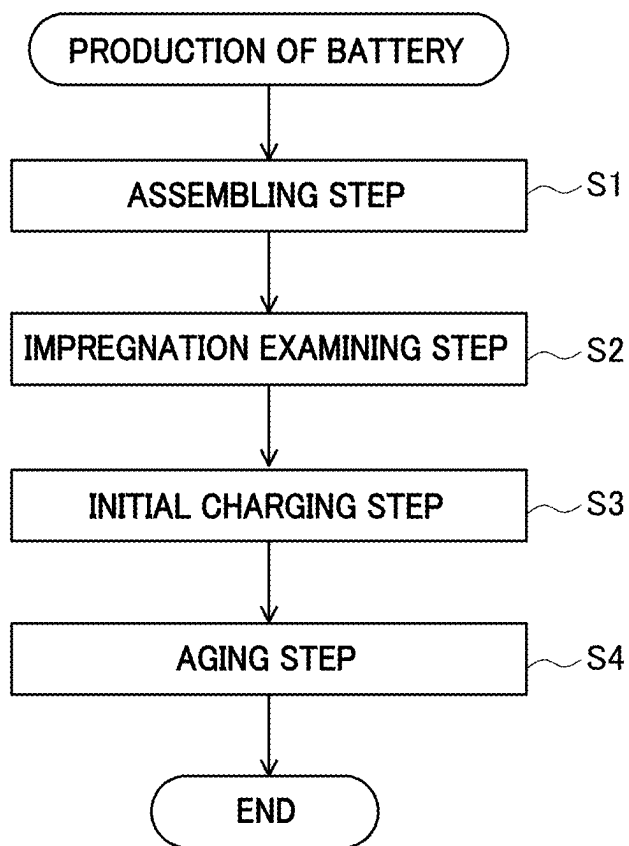 PRODUCTION OF BATTERY
ASSEMBLING STEP S1
IMPREGNATION EXAMINING STEP S2
INITIAL CHARGING STEP S3
AGING STEP S4
END